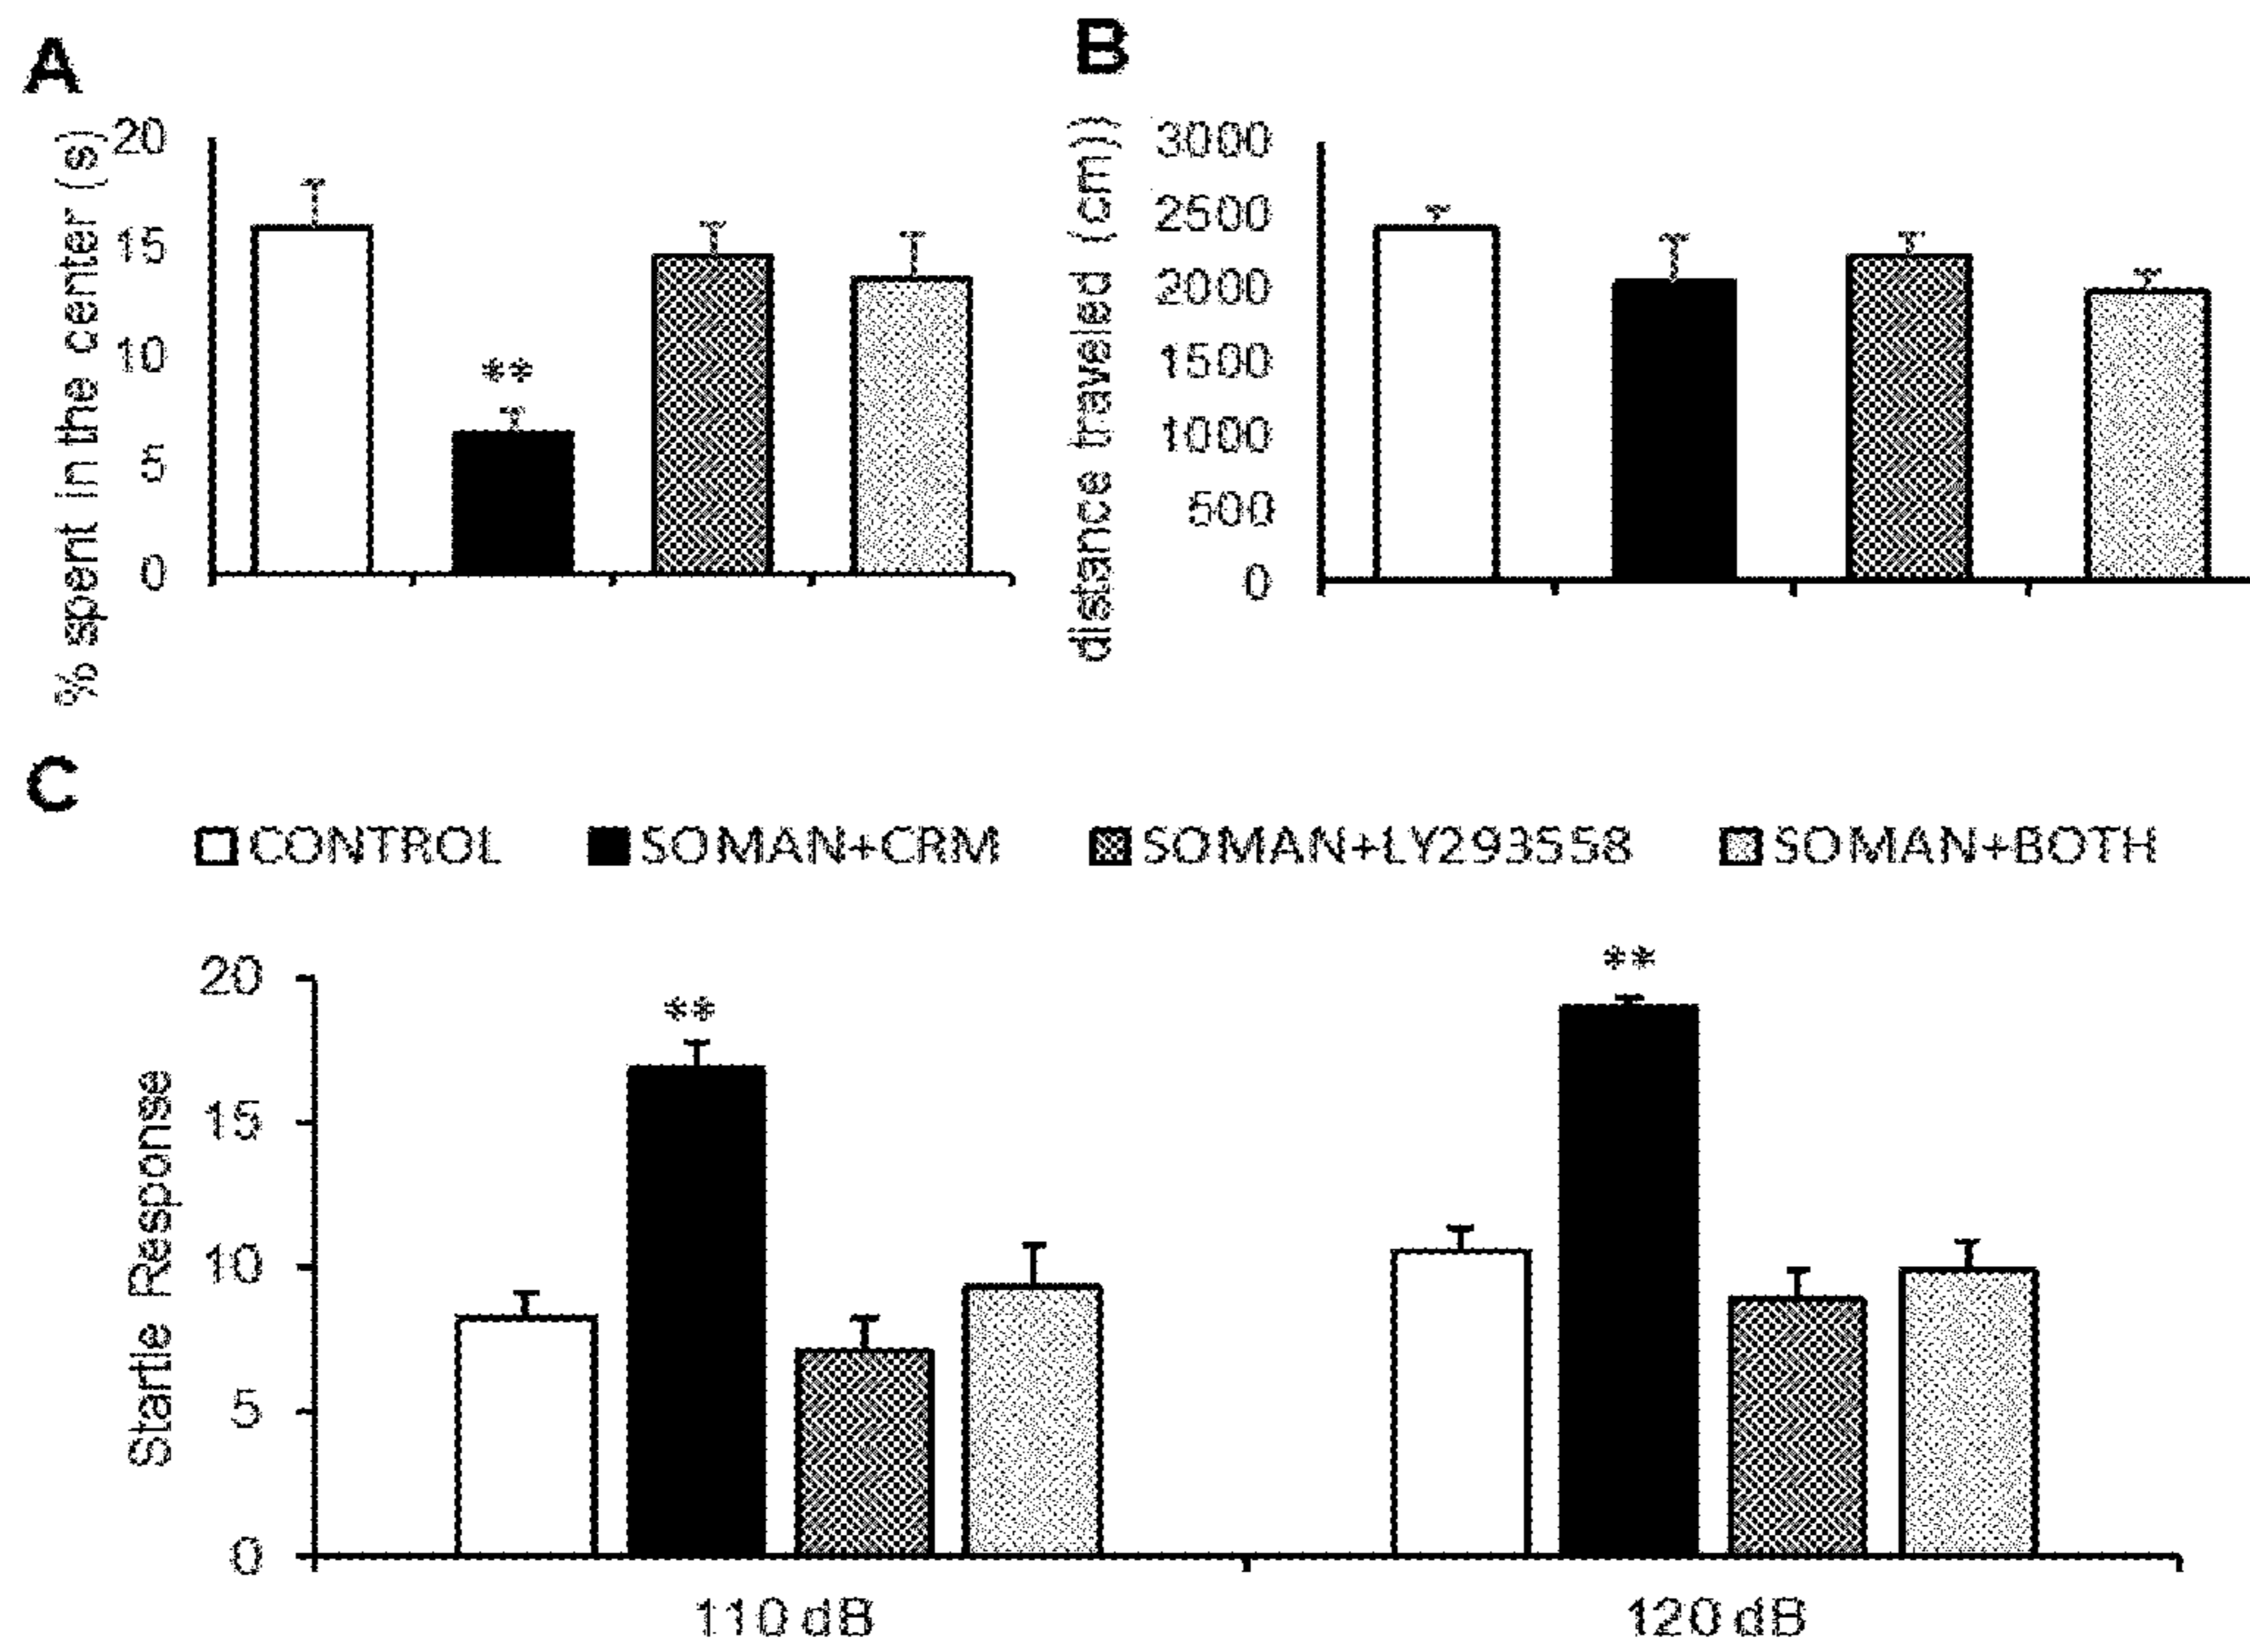 A
% spent in the center (s)
20
15
10
5
0
**
B
distance traveled (cm))
3000
2500
2000
1500
1000
500
0
C
CONTROL SOMAN+CRM SOMAN+LY293558 SOMAN+BOTH
Startle Response
20
15
10
5
0
**
**
110 dB 120 dB